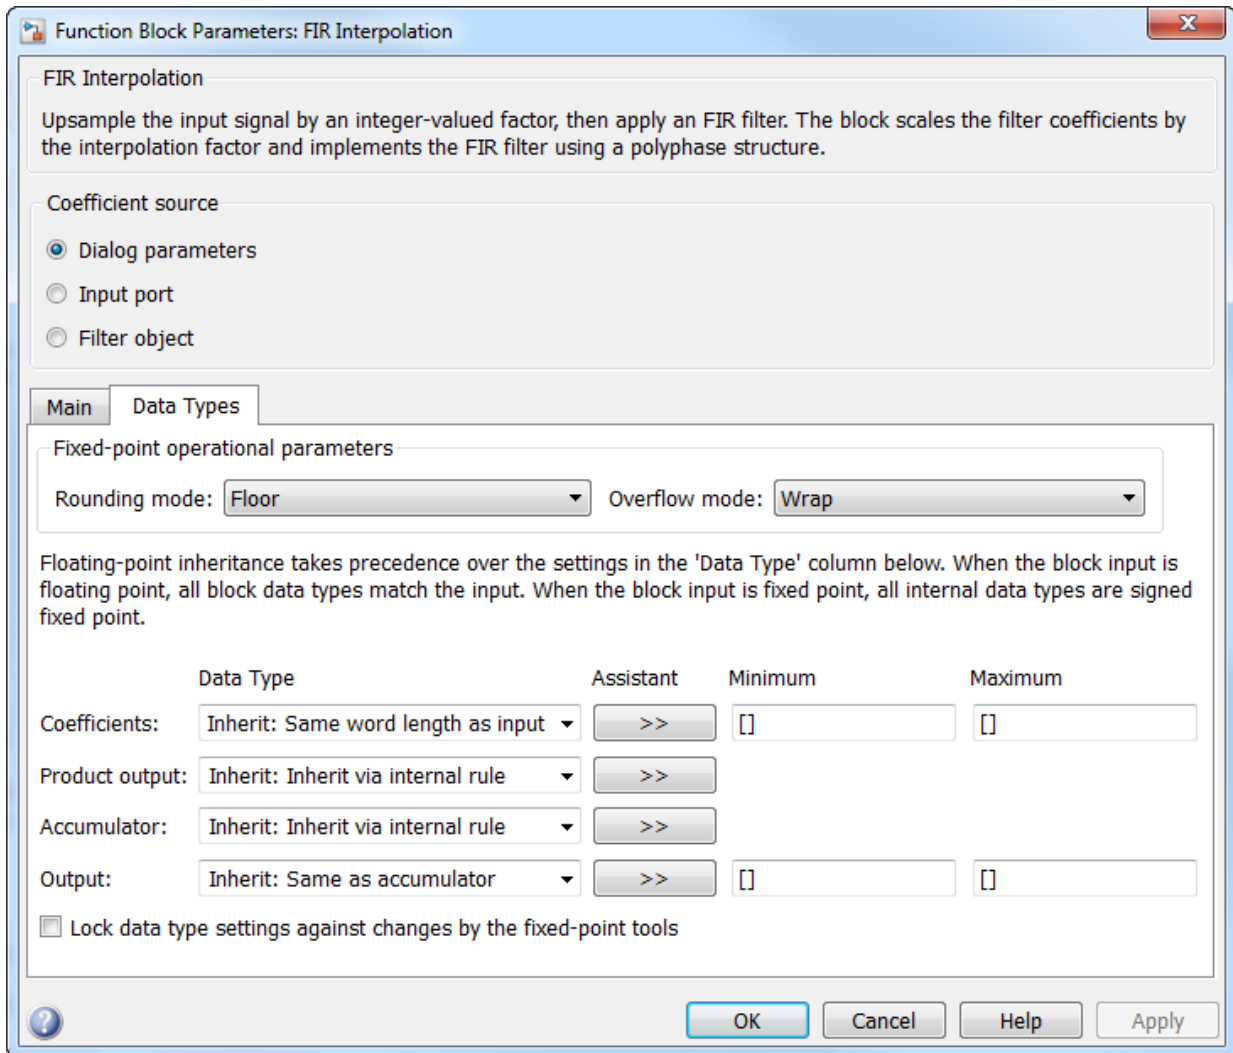 Function Block Parameters: FIR Interpolation
FIR Interpolation
Upsample the input signal by an integer-valued factor, then apply an FIR filter. The block scales the filter coefficients by
the interpolation factor and implements the FIR filter using a polyphase structure.
Coefficient source
Dialog parameters
Input port
Filter object
Main Data Types
Fixed-point operational parameters
Rounding mode: Floor Overflow mode: Wrap
Floating-point inheritance takes precedence over the settings in the 'Data Type' column below. When the block input is
floating point, all block data types match the input. When the block input is fixed point, all internal data types are signed
fixed point.
Data Type Assistant Minimum Maximum
Coefficients: Inherit: Same word length as input >> [] []
Product output: Inherit: Inherit via internal rule >>
Accumulator: Inherit: Inherit via internal rule >>
Output: Inherit: Same as accumulator >> [] []
Lock data type settings against changes by the fixed-point tools
OK Cancel Help Apply